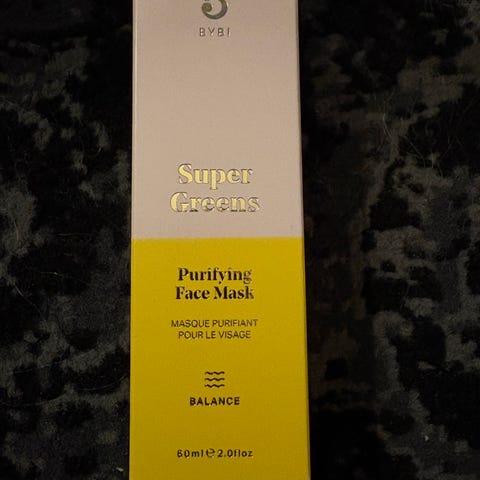 BYBI
Super
Greens
Purifying
Face Mask
MASQUE PURIFIANT
POUR LE VISAGE
BALANCE
60ml ℮ 2.0floz